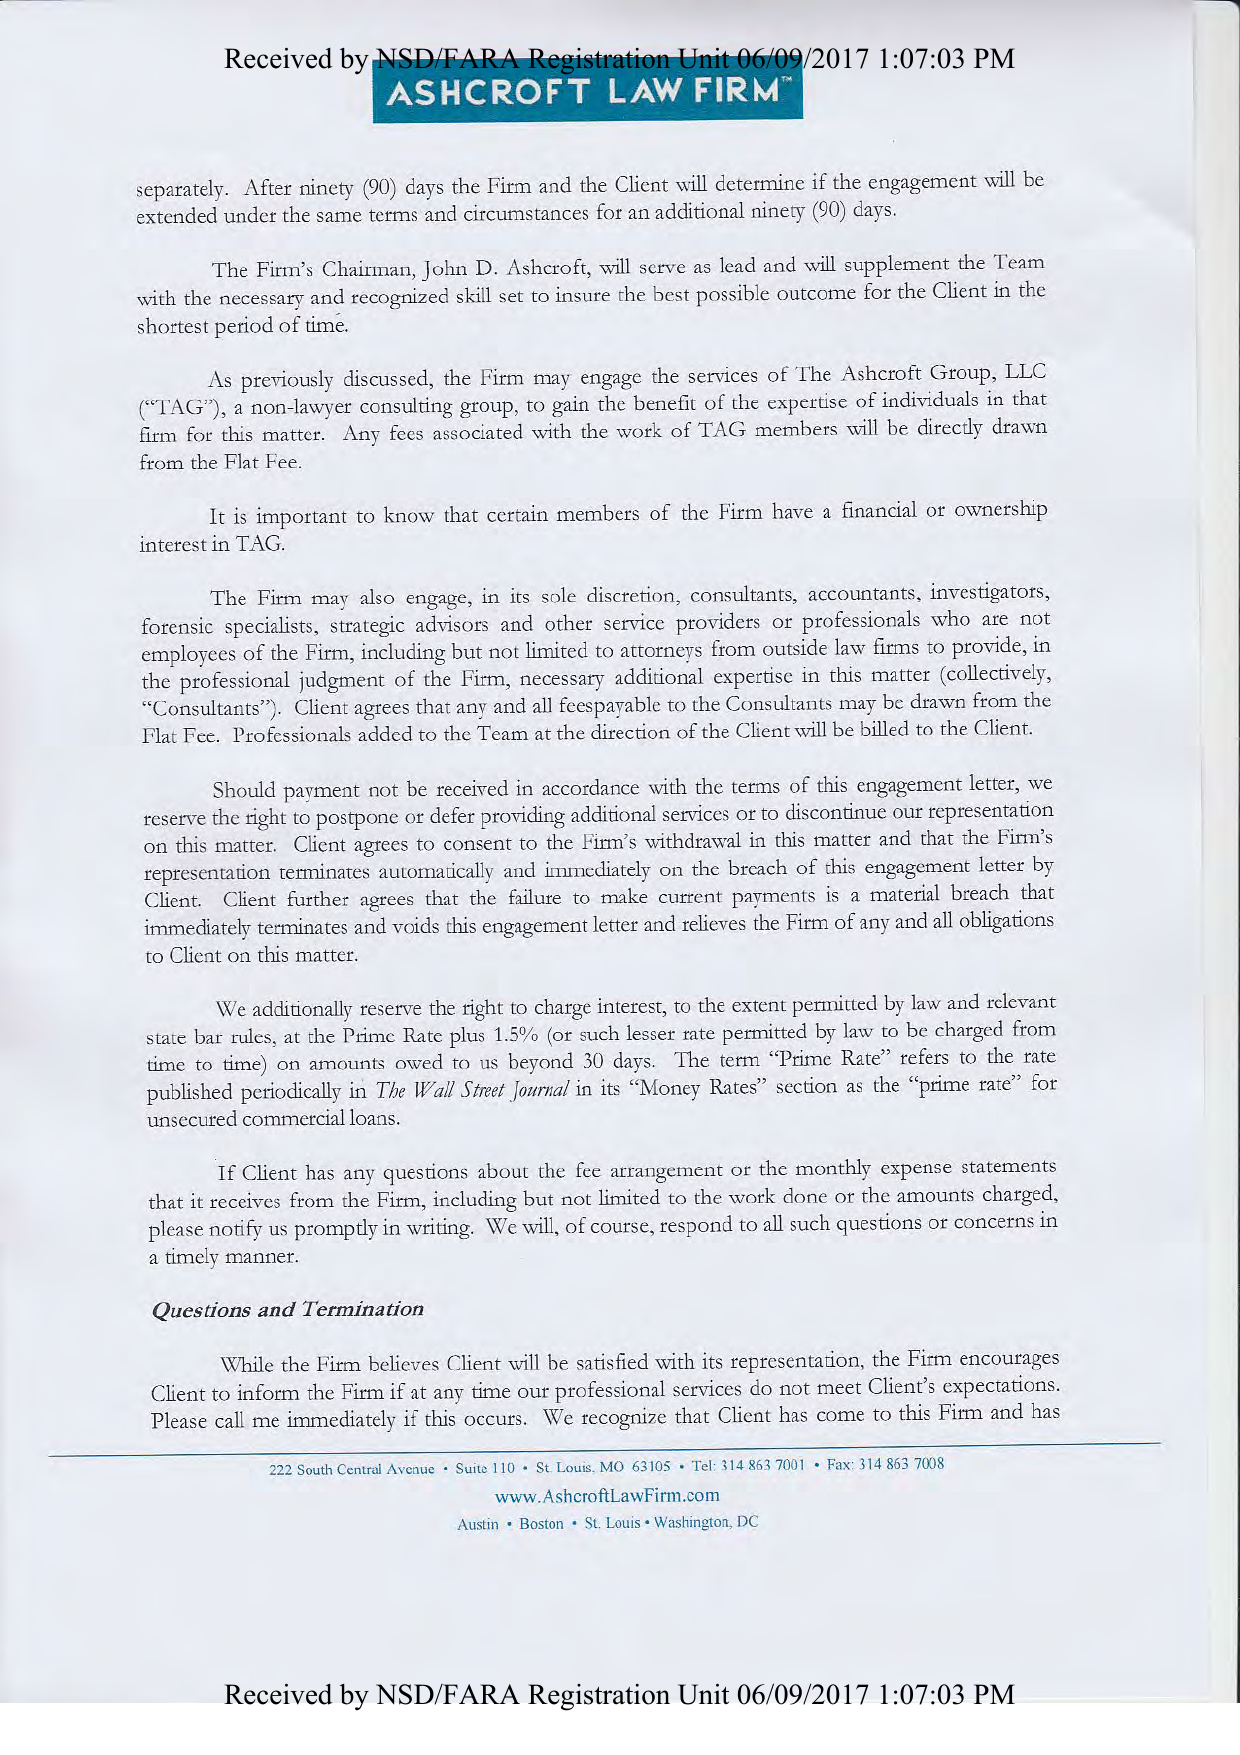 Received by NSD/FARA Registration Unit 06/09/2017 1:07:03 PM
ASHCROFT LAW FIRM™
separately. After ninety (90) days the Firm and the Client will determine if the engagement will be
extended under the same terms and circumstances for an additional ninety (90) days.
The Firm's Chairman, John D. Ashcroft, will serve as lead and will supplement the Team
with the necessary and recognized skill set to insure the best possible outcome for the Client in the
shortest period of time.
As previously discussed, the Firm may engage the services of The Ashcroft Group, LLC
("TAG"), a non-lawyer consulting group, to gain the benefit of the expertise of individuals in that
firm for this matter. Any fees associated with the work of TAG members will be directly drawn
from the Flat Fee.
It is important to know that certain members of the Firm have a financial or ownership
interest in TAG.
The Firm may also engage, in its sole discretion, consultants, accountants, investigators,
forensic specialists, strategic advisors and other service providers or professionals who are not
employees of the Firm, including but not limited to attorneys from outside law firms to provide, in
the professional judgment of the Firm, necessary additional expertise in this matter (collectively,
"Consultants"). Client agrees that any and all feespayable to the Consultants may be drawn from the
Flat Fee. Professionals added to the Team at the direction of the Client will be billed to the Client.
Should payment not be received in accordance with the terms of this engagement letter, we
reserve the right to postpone or defer providing additional services or to discontinue our representation
on this matter. Client agrees to consent to the Firm's withdrawal in this matter and that the Firm's
representation terminates automatically and immediately on the breach of this engagement letter by
Client. Client further agrees that the failure to make current payments is a material breach that
immediately terminates and voids this engagement letter and relieves the Firm of any and all obligations
to Client on this matter.
We additionally reserve the right to charge interest, to the extent permitted by law and relevant
state bar rules, at the Prime Rate plus 1.5% (or such lesser rate permitted by law to be charged from
time to time) on amounts owed to us beyond 30 days. The term "Prime Rate" refers to the rate
published periodically in The Wall Street Journal in its "Money Rates" section as the "prime rate" for
unsecured commercial loans.
If Client has any questions about the fee arrangement or the monthly expense statements
that it receives from the Firm, including but not limited to the work done or the amounts charged,
please notify us promptly in writing. We will, of course, respond to all such questions or concerns in
a timely manner.
Questions and Termination
While the Firm believes Client will be satisfied with its representation, the Firm encourages
Client to inform the Firm if at any time our professional services do not meet Client's expectations.
Please call me immediately if this occurs. We recognize that Client has come to this Firm and has
222 South Central Avenue • Suite 110 • St. Louis, MO 63105 • Tel: 314 863 7001 • Fax: 314 863 7008
www.AshcroftLawFirm.com
Austin • Boston • St. Louis • Washington, DC
Received by NSD/FARA Registration Unit 06/09/2017 1:07:03 PM